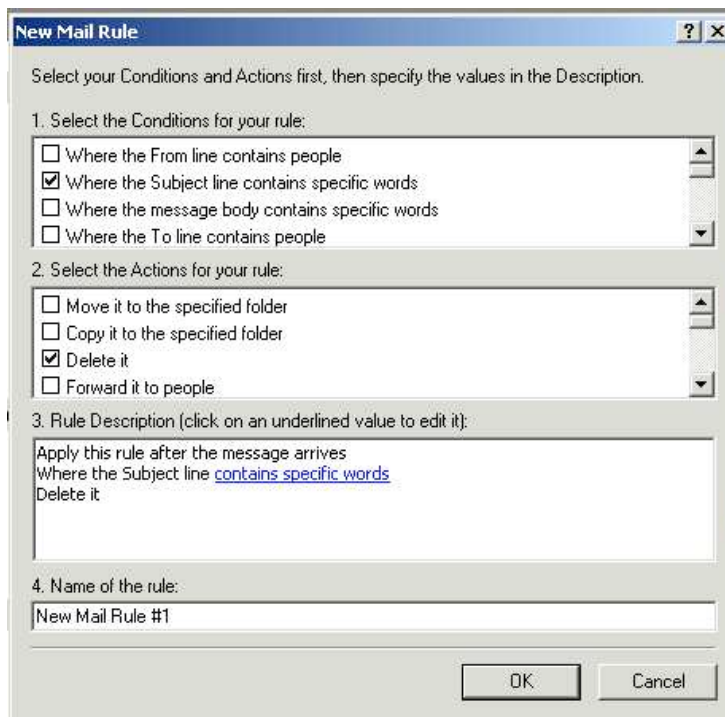 New Mail Rule
Select your Conditions and Actions first, then specify the values in the Description.
1. Select the Conditions for your rule:
Where the From line contains people
Where the Subject line contains specific words
Where the message body contains specific words
Where the To line contains people
2. Select the Actions for your rule:
Move it to the specified folder
Copy it to the specified folder
Delete it
Forward it to people
3. Rule Description (click on an underlined value to edit it):
Apply this rule after the message arrives
Where the Subject line contains specific words
Delete it
4. Name of the rule:
New Mail Rule #1
OK Cancel